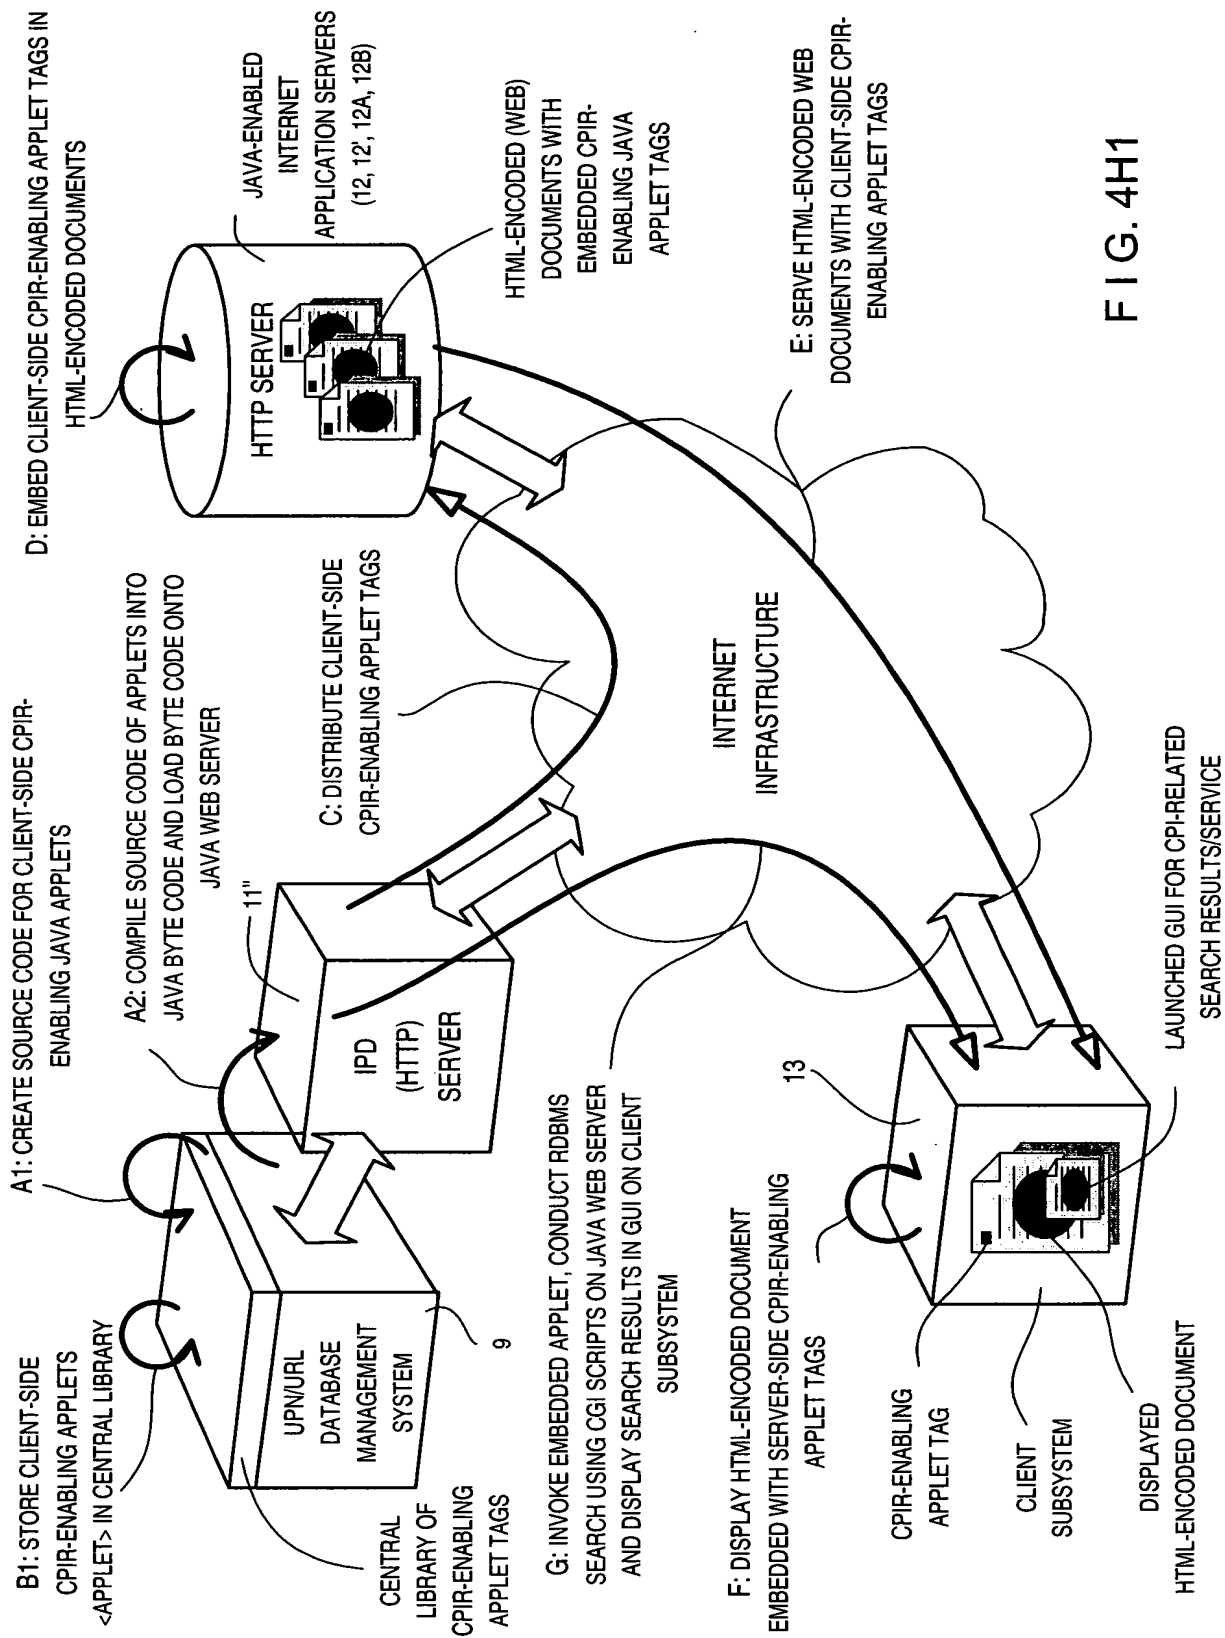 A1: CREATE SOURCE CODE FOR CLIENT-SIDE CPIR-
ENABLING JAVA APPLETS
D: EMBED CLIENT-SIDE CPIR-ENABLING APPLET TAGS IN
HTML-ENCODED DOCUMENTS
B1: STORE CLIENT-SIDE
CPIR-ENABLING APPLETS
<APPLET> IN CENTRAL LIBRARY
A2: COMPILE SOURCE CODE OF APPLETS INTO
JAVA BYTE CODE AND LOAD BYTE CODE ONTO
JAVA WEB SERVER
JAVA-ENABLED
INTERNET
APPLICATION SERVERS
(12, 12', 12A, 12B)
HTTP SERVER
11"
IPD
(HTTP)
SERVER
UPN/URL
DATABASE
MANAGEMENT
SYSTEM
9
CENTRAL
LIBRARY OF
CPIR-ENABLING
APPLET TAGS
C: DISTRIBUTE CLIENT-SIDE
CPIR-ENABLING APPLET TAGS
HTML-ENCODED (WEB)
DOCUMENTS WITH
EMBEDDED CPIR-
ENABLING JAVA
APPLET TAGS
G: INVOKE EMBEDDED APPLET, CONDUCT RDBMS
SEARCH USING CGI SCRIPTS ON JAVA WEB SERVER
AND DISPLAY SEARCH RESULTS IN GUI ON CLIENT
SUBSYSTEM
INTERNET
INFRASTRUCTURE
E: SERVE HTML-ENCODED WEB
DOCUMENTS WITH CLIENT-SIDE CPIR-
ENABLING APPLET TAGS
F: DISPLAY HTML-ENCODED DOCUMENT
EMBEDDED WITH SERVER-SIDE CPIR-ENABLING
APPLET TAGS
13
CPIR-ENABLING
APPLET TAG
CLIENT
SUBSYSTEM
DISPLAYED
HTML-ENCODED DOCUMENT
LAUNCHED GUI FOR CPI-RELATED
SEARCH RESULTS/SERVICE
FIG. 4H1